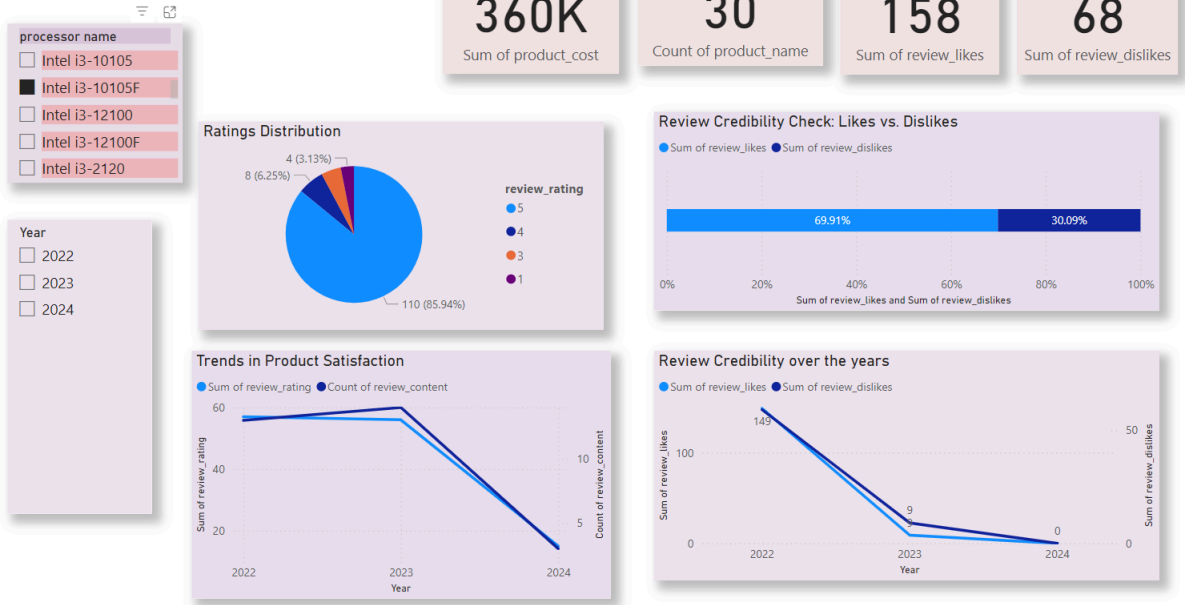 360K
Sum of product_cost
30
Count of product_name
158
Sum of review_likes
68
Sum of review_dislikes
processor name
Intel i3-10105
Intel i3-10105F
Intel i3-12100
Intel i3-12100F
Intel i3-2120
Year
2022
2023
2024
Ratings Distribution
4 (3.13%)
8 (6.25%)
110 (85.94%)
review_rating
5
4
3
1
Review Credibility Check: Likes vs. Dislikes
Sum of review_likes Sum of review_dislikes
69.91% 30.09%
0% 20% 40% 60% 80% 100%
Sum of review_likes and Sum of review_dislikes
Trends in Product Satisfaction
Sum of review_rating Count of review_content
60
40
20
Sum of review_rating
10
5
Count of review_content
2022 2023 2024
Year
Review Credibility over the years
Sum of review_likes Sum of review_dislikes
149
9
9
0
100
0
Sum of review_likes
50
0
Sum of review_dislikes
2022 2023 2024
Year